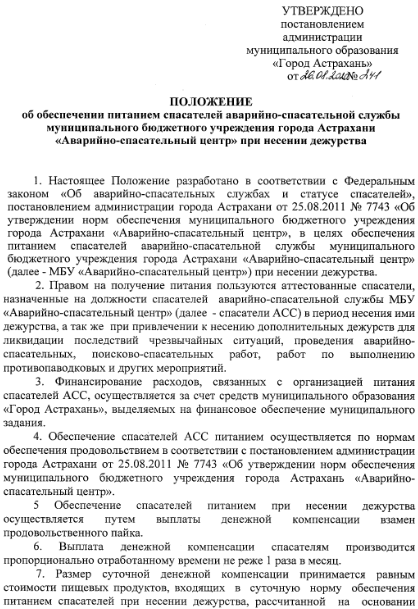 УТВЕРЖДЕНО
постановлением
администрации
муниципального образования
«Город Астрахань»
от № 241
ПОЛОЖЕНИЕ
об обеспечении питанием спасателей аварийно-спасательной службы
муниципального бюджетного учреждения города Астрахани
«Аварийно-спасательный центр» при несении дежурства
1. Настоящее Положение разработано в соответствии с Федеральным
законом «Об аварийно-спасательных службах и статусе спасателей»,
постановлением администрации города Астрахани от 25.08.2011 № 7743 «Об
утверждении норм обеспечения муниципального бюджетного учреждения
города Астрахани «Аварийно-спасательный центр», в целях обеспечения
питанием спасателей аварийно-спасательной службы муниципального
бюджетного учреждения города Астрахани «Аварийно-спасательный центр»
(далее - МБУ «Аварийно-спасательный центр») при несении дежурства.
2. Правом на получение питания пользуются аттестованные спасатели,
назначенные на должности спасателей аварийно-спасательной службы МБУ
«Аварийно-спасательный центр» (далее - спасатели АСС) в период несения ими
дежурства, а так же при привлечении к несению дополнительных дежурств для
ликвидации последствий чрезвычайных ситуаций, проведения аварийно-
спасательных, поисково-спасательных работ, работ по выполнению
противопаводковых и других мероприятий.
3. Финансирование расходов, связанных с организацией питания
спасателей АСС, осуществляется за счет средств муниципального образования
«Город Астрахань», выделяемых на финансовое обеспечение муниципального
задания.
4. Обеспечение спасателей АСС питанием осуществляется по нормам
обеспечения продовольствием в соответствии с постановлением администрации
города Астрахани от 25.08.2011 № 7743 «Об утверждении норм обеспечения
муниципального бюджетного учреждения города Астрахань «Аварийно-
спасательный центр».
5 Обеспечение спасателей питанием при несении дежурства
осуществляется путем выплаты денежной компенсации взамен
продовольственного пайка.
6. Выплата денежной компенсации спасателям производится
пропорционально отработанному времени не реже 1 раза в месяц.
7. Размер суточной денежной компенсации принимается равным
стоимости пищевых продуктов, входящих в суточную норму обеспечения
питанием спасателей при несении дежурства, рассчитанной на основании